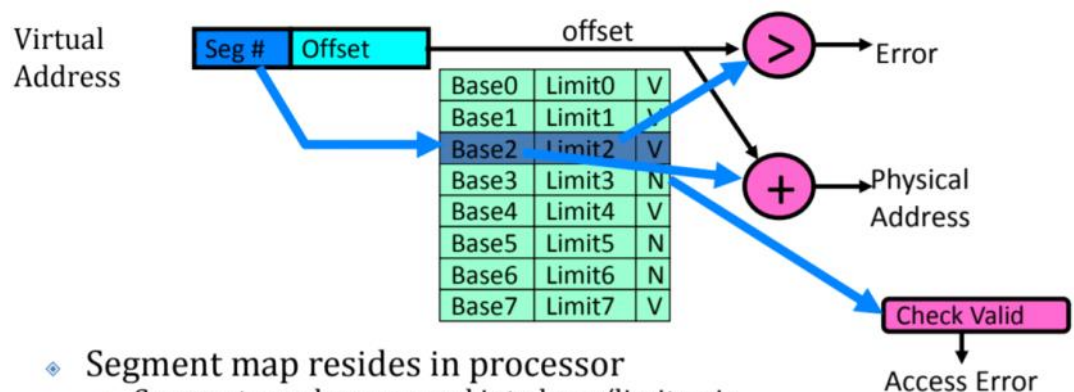 Virtual
Address
Seg # Offset
offset
>
Error
Base0 Limit0 V
Base1 Limit1 V
Base2 Limit2 V
Base3 Limit3 N
Base4 Limit4 V
Base5 Limit5 N
Base6 Limit6 N
Base7 Limit7 V
+
Physical
Address
Check Valid
Access Error
Segment map resides in processor